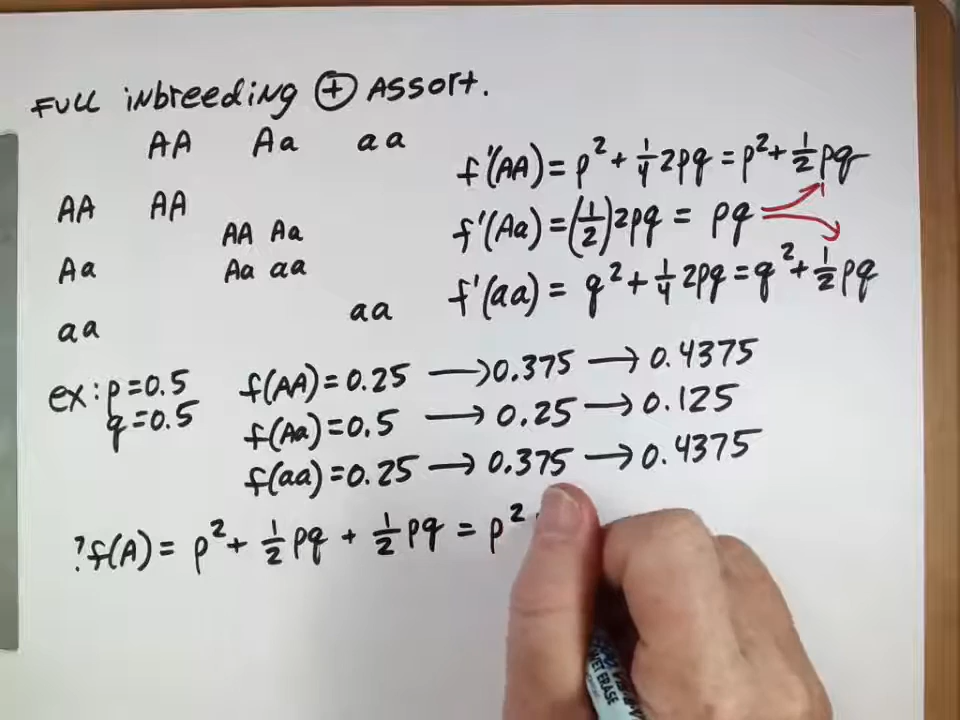 FULL inbreeding ⊕ ASSORT.
AA Aa aa
AA AA
AA Aa
Aa Aa aa
aa aa
f'(AA) = p² + 1/4 2pq = p² + 1/2 pq
f'(Aa) = (1/2) 2pq = pq
f'(aa) = q² + 1/4 2pq = q² + 1/2 pq
ex: p = 0.5
q = 0.5
f(AA) = 0.25 → 0.375 → 0.4375
f(Aa) = 0.5 → 0.25 → 0.125
f(aa) = 0.25 → 0.375 → 0.4375
?f(A) = p² + 1/2 pq + 1/2 pq = p²
WET ERASE